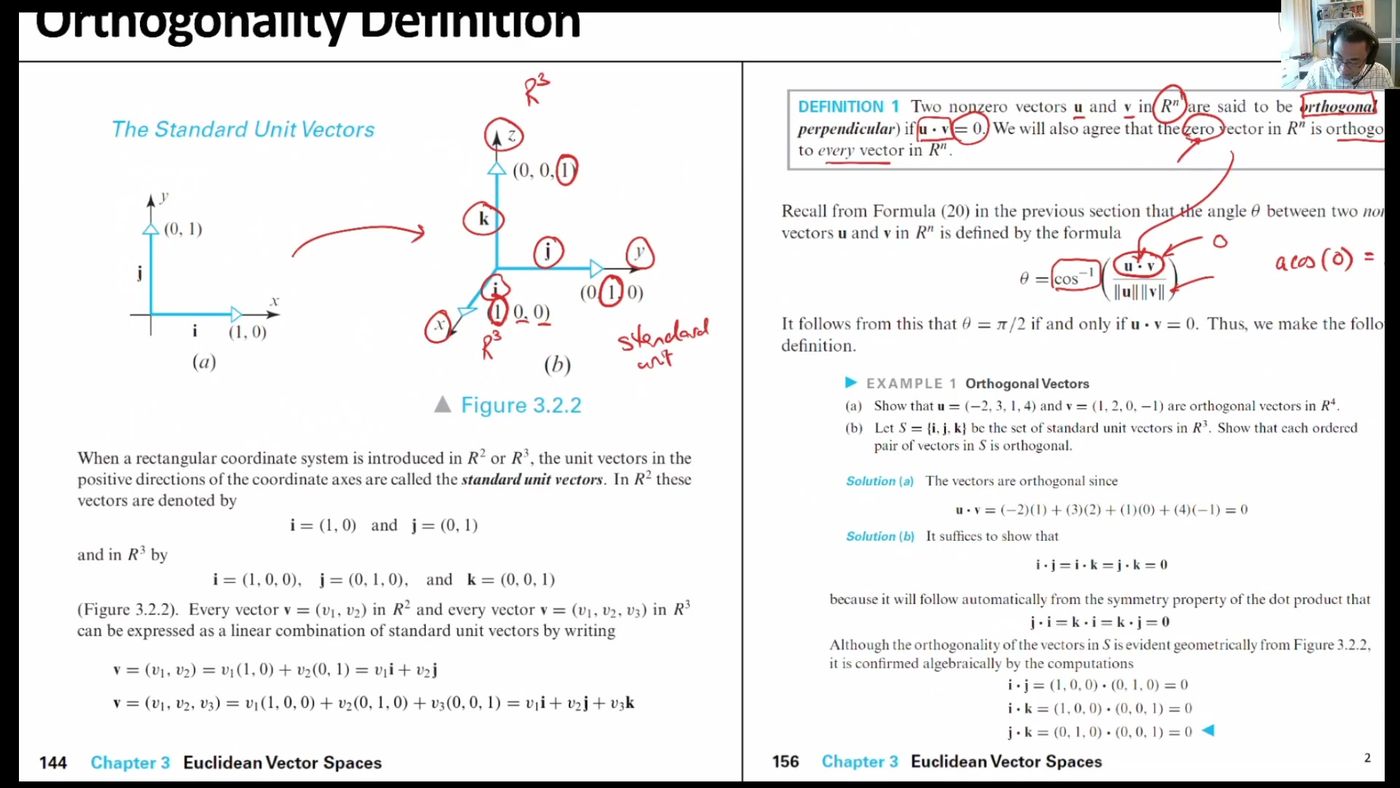 Orthogonality Definition
The Standard Unit Vectors
y
(0, 1)
j
x
i
(1, 0)
(a)
R³
z
(0, 0, 1)
k
j
y
(0, 1, 0)
i
(1, 0, 0)
x
R³
(b)
standard
unit
▲ Figure 3.2.2
When a rectangular coordinate system is introduced in R² or R³, the unit vectors in the
positive directions of the coordinate axes are called the standard unit vectors. In R² these
vectors are denoted by
i = (1, 0) and j = (0, 1)
and in R³ by
i = (1, 0, 0), j = (0, 1, 0), and k = (0, 0, 1)
(Figure 3.2.2). Every vector v = (v₁, v₂) in R² and every vector v = (v₁, v₂, v₃) in R³
can be expressed as a linear combination of standard unit vectors by writing
v = (v₁, v₂) = v₁(1, 0) + v₂(0, 1) = v₁i + v₂j
v = (v₁, v₂, v₃) = v₁(1, 0, 0) + v₂(0, 1, 0) + v₃(0, 0, 1) = v₁i + v₂j + v₃k
144 Chapter 3 Euclidean Vector Spaces
DEFINITION 1 Two nonzero vectors u and v in Rⁿ are said to be orthogonal
perpendicular) if u · v = 0. We will also agree that the zero vector in Rⁿ is orthogo
to every vector in Rⁿ.
Recall from Formula (20) in the previous section that the angle θ between two no
vectors u and v in Rⁿ is defined by the formula
θ = cos⁻¹ ( u · v / ‖u‖ ‖v‖ )
0
acos(0) =
It follows from this that θ = π/2 if and only if u · v = 0. Thus, we make the follo
definition.
▶ EXAMPLE 1 Orthogonal Vectors
(a) Show that u = (−2, 3, 1, 4) and v = (1, 2, 0, −1) are orthogonal vectors in R⁴.
(b) Let S = {i, j, k} be the set of standard unit vectors in R³. Show that each ordered
pair of vectors in S is orthogonal.
Solution (a) The vectors are orthogonal since
u · v = (−2)(1) + (3)(2) + (1)(0) + (4)(−1) = 0
Solution (b) It suffices to show that
i · j = i · k = j · k = 0
because it will follow automatically from the symmetry property of the dot product that
j · i = k · i = k · j = 0
Although the orthogonality of the vectors in S is evident geometrically from Figure 3.2.2,
it is confirmed algebraically by the computations
i · j = (1, 0, 0) · (0, 1, 0) = 0
i · k = (1, 0, 0) · (0, 0, 1) = 0
j · k = (0, 1, 0) · (0, 0, 1) = 0 ◀
156 Chapter 3 Euclidean Vector Spaces
2